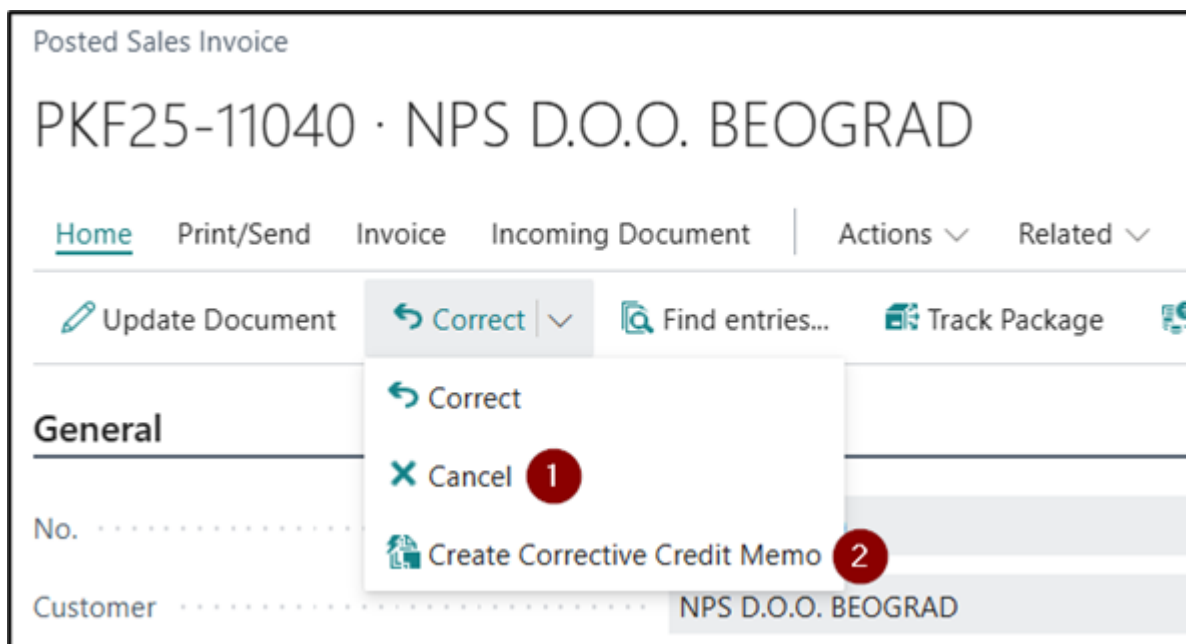 Posted Sales Invoice
PKF25-11040 · NPS D.O.O. BEOGRAD
Home Print/Send Invoice Incoming Document Actions Related
Update Document Correct Find entries... Track Package
Correct
General
Cancel 1
No.
Create Corrective Credit Memo 2
Customer NPS D.O.O. BEOGRAD